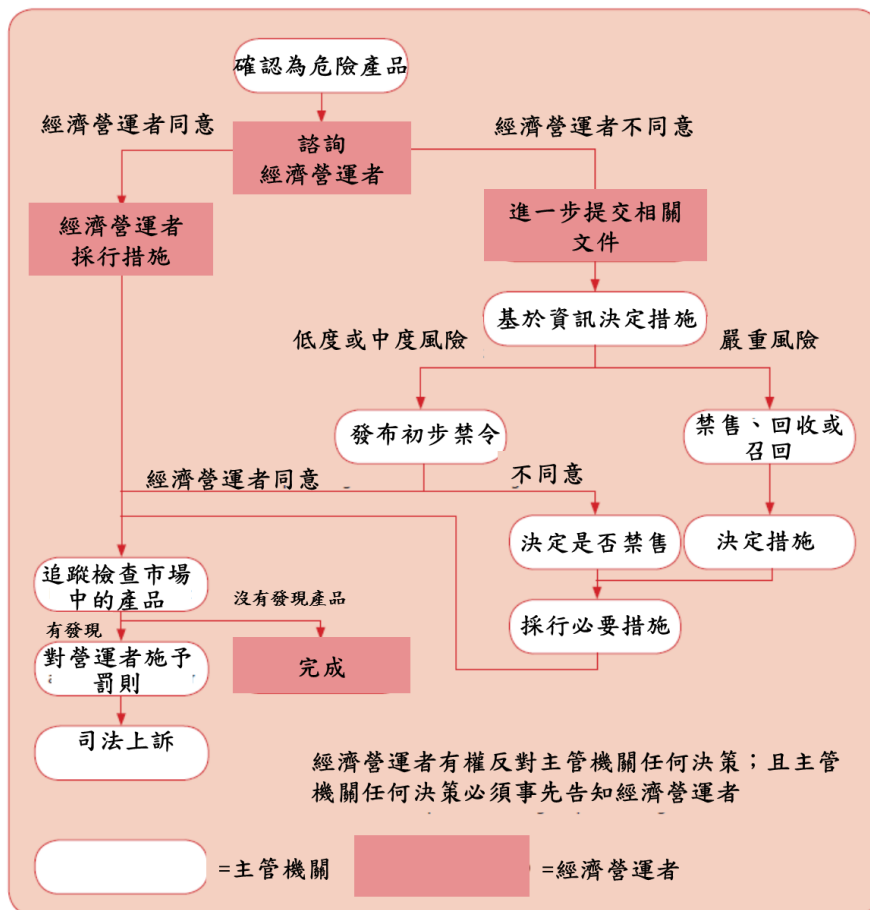 確認為危險產品
經濟營運者同意
經濟營運者不同意
諮詢
經濟營運者
經濟營運者
採行措施
進一步提交相關
文件
基於資訊決定措施
低度或中度風險
嚴重風險
發布初步禁令
禁售、回收或
召回
經濟營運者同意
不同意
決定是否禁售
決定措施
追蹤檢查市場
中的產品
沒有發現產品
採行必要措施
有發現
對營運者施予
罰則
完成
司法上訴
經濟營運者有權反對主管機關任何決策；且主管
機關任何決策必須事先告知經濟營運者
=主管機關
=經濟營運者